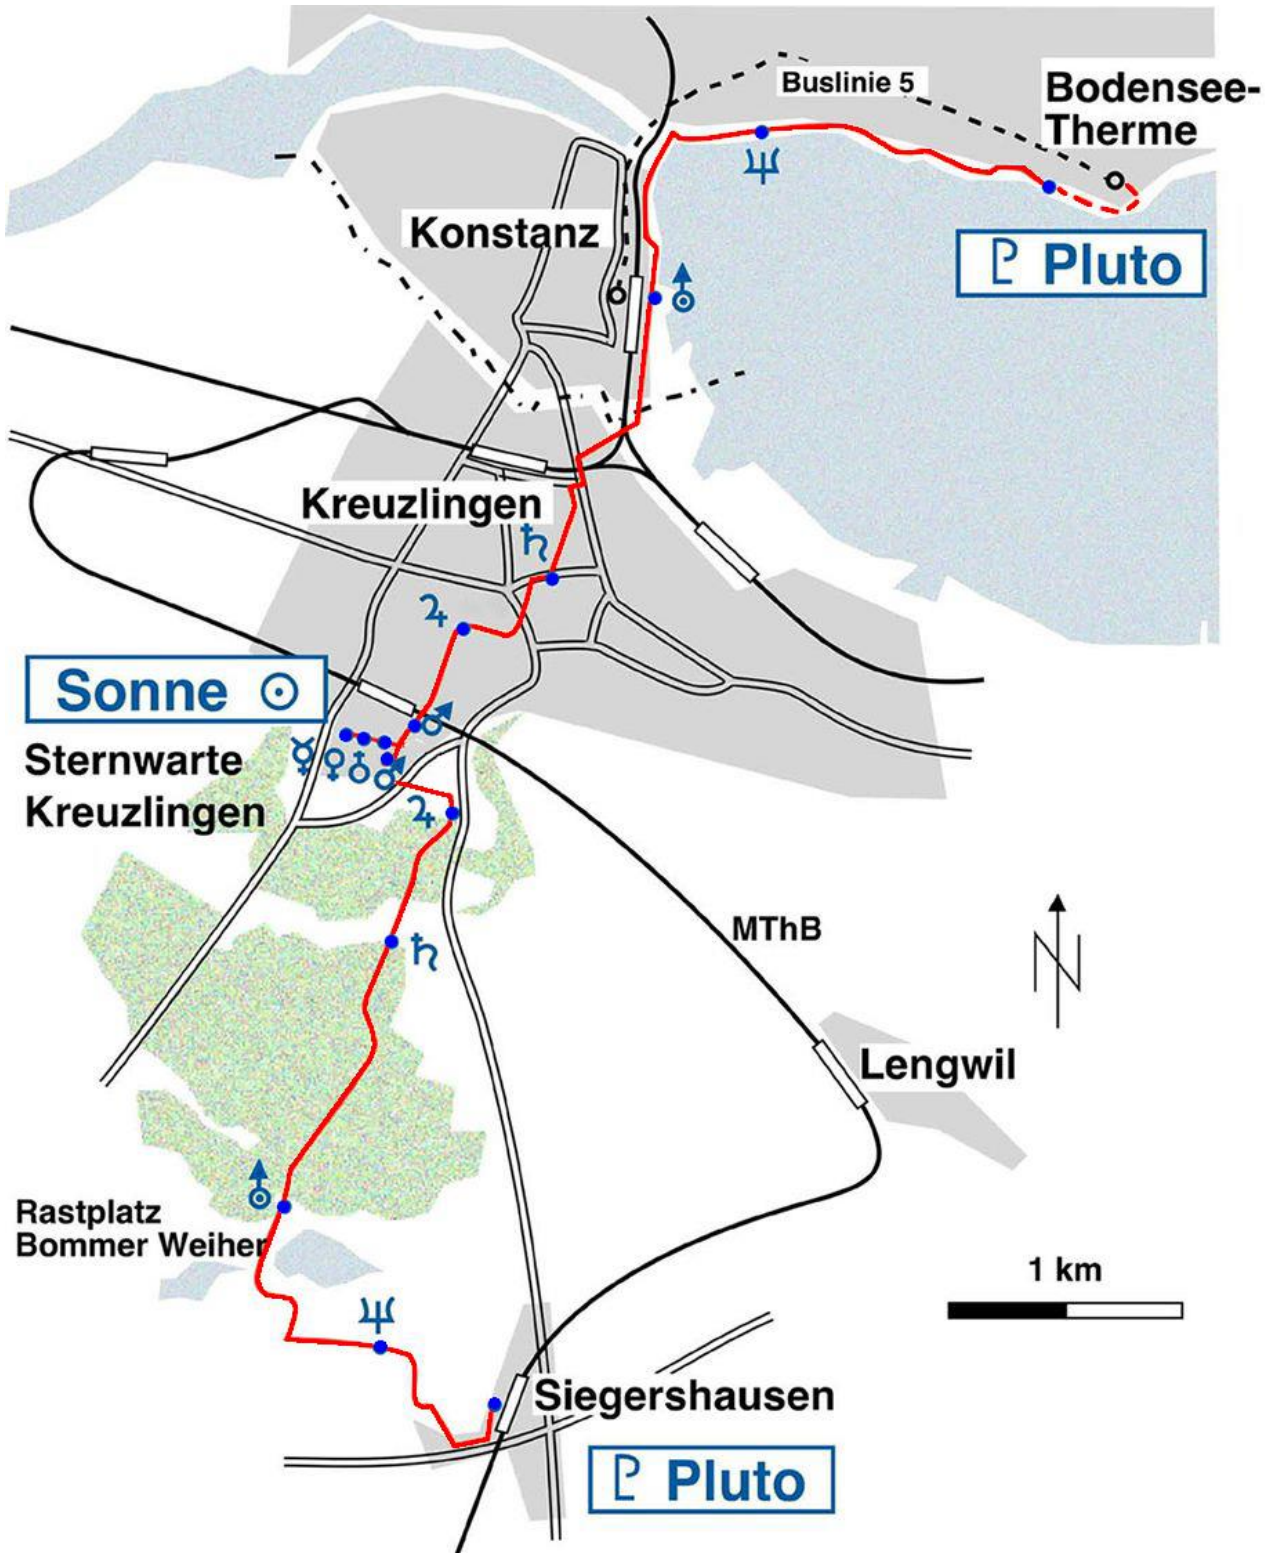 Buslinie 5
Bodensee-
Therme
♆
Konstanz
♇ Pluto
⛢
Kreuzlingen
♄
♃
Sonne ☉
♂
Sternwarte
Kreuzlingen
☿ ♀ ♁ ♂
♃
MThB
♄
N
Lengwil
⛢
Rastplatz
Bommer Weiher
1 km
♆
Siegershausen
♇ Pluto